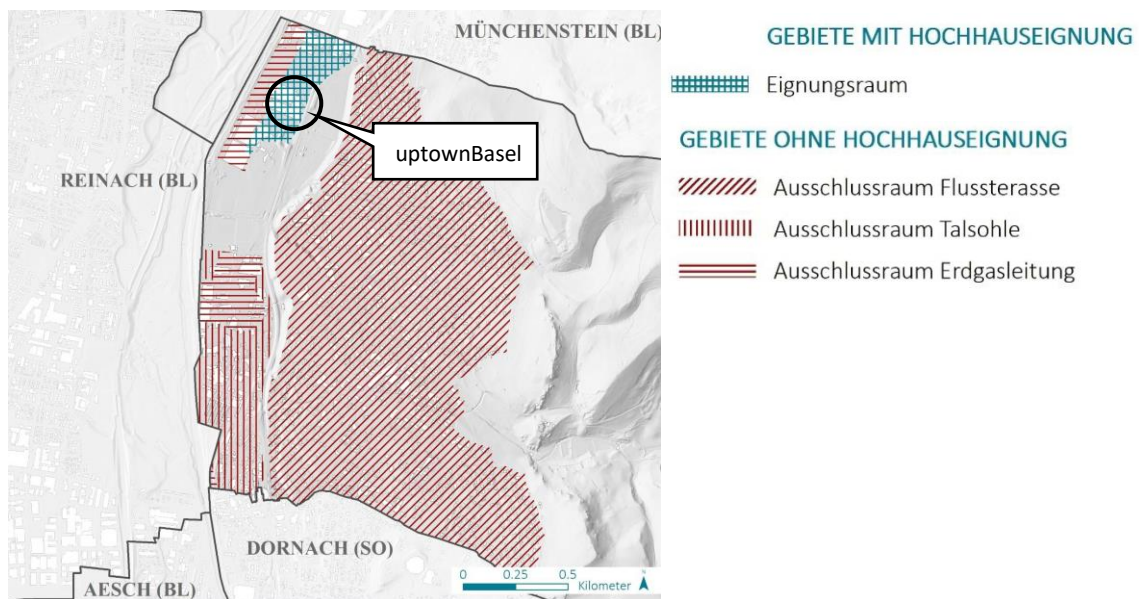 MÜNCHENSTEIN (BL)
uptownBasel
REINACH (BL)
DORNACH (SO)
AESCH (BL)
0 0.25 0.5
Kilometer
N
GEBIETE MIT HOCHHAUSEIGNUNG
Eignungsraum
GEBIETE OHNE HOCHHAUSEIGNUNG
Ausschlussraum Flussterasse
Ausschlussraum Talsohle
Ausschlussraum Erdgasleitung